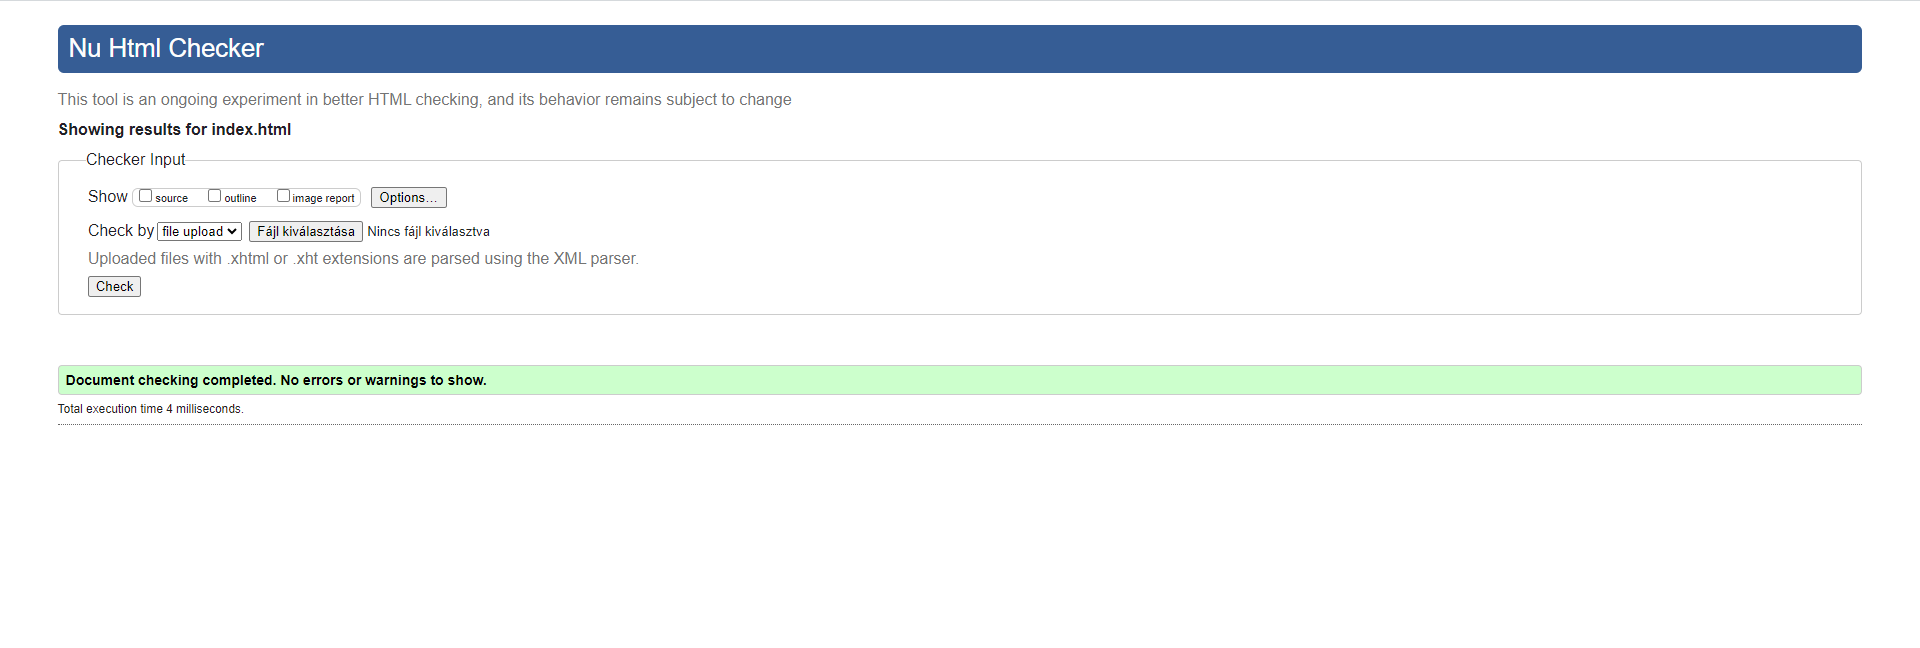 Nu Html Checker
This tool is an ongoing experiment in better HTML checking, and its behavior remains subject to change
Showing results for index.html
Checker Input
Show source outline image report Options...
Check by file upload Fájl kiválasztása Nincs fájl kiválasztva
Uploaded files with .xhtml or .xht extensions are parsed using the XML parser.
Check
Document checking completed. No errors or warnings to show.
Total execution time 4 milliseconds.